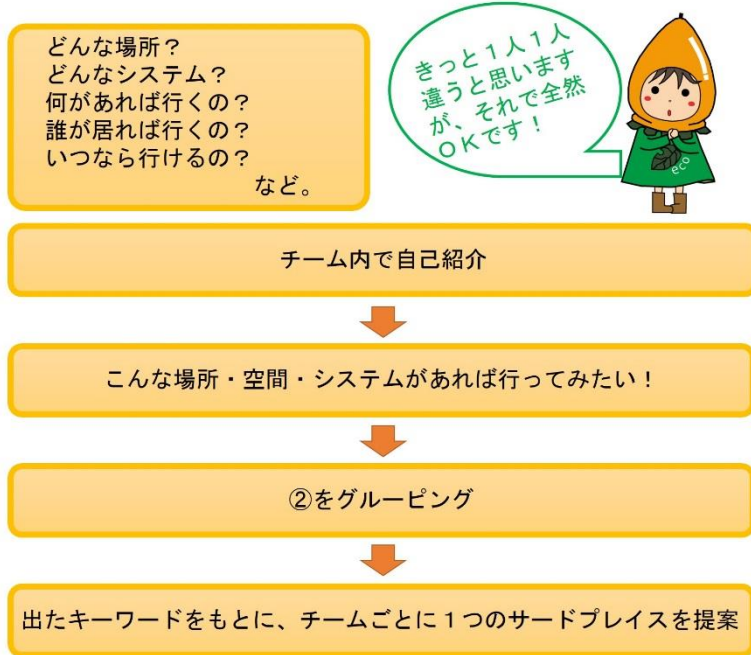 どんな場所？
どんなシステム？
何があれば行くの？
誰が居れば行くの？
いつなら行けるの？
など。
きっと１人１人
違うと思います
が、それで全然
ＯＫです！
eco
チーム内で自己紹介
こんな場所・空間・システムがあれば行ってみたい！
②をグルーピング
出たキーワードをもとに、チームごとに１つのサードプレイスを提案